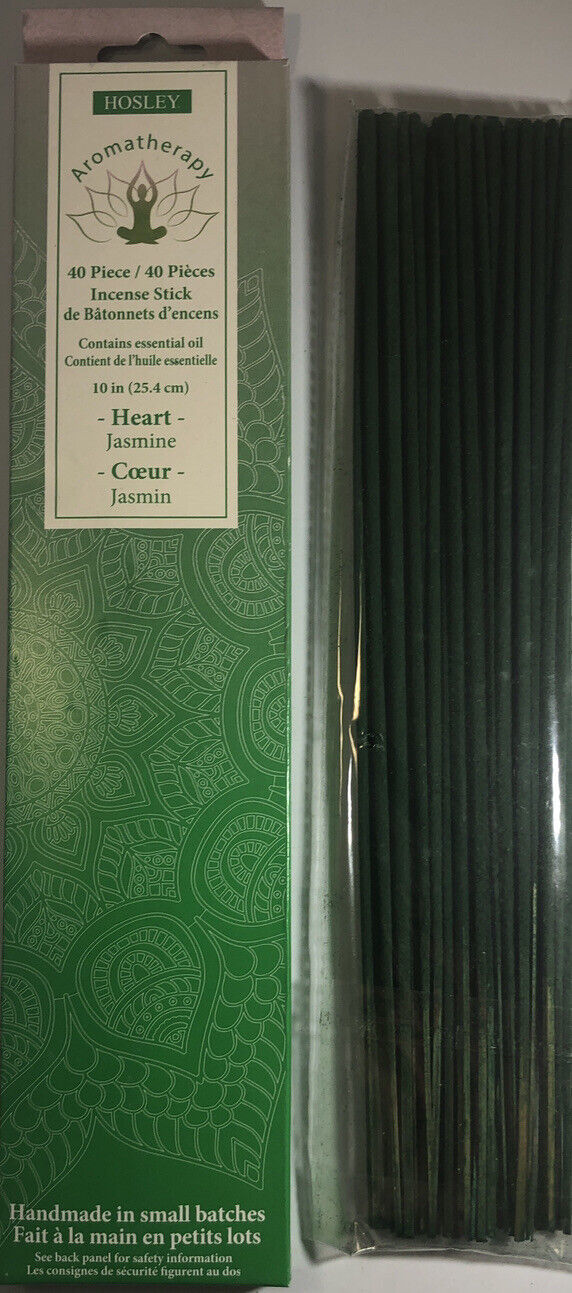 HOSLEY
Aromatherapy
40 Piece / 40 Pièces
Incense Stick
de Bâtonnets d'encens
Contains essential oil
Contient de l'huile essentielle
10 in (25.4 cm)
- Heart -
Jasmine
- Cœur -
Jasmin
Handmade in small batches
Fait à la main en petits lots
See back panel for safety information
Les consignes de sécurité figurent au dos